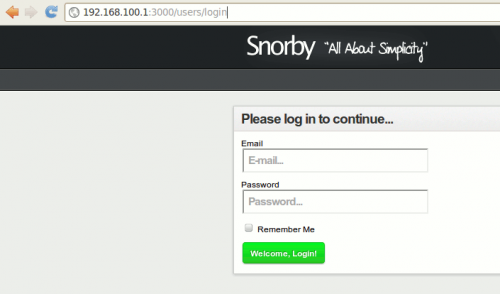 192.168.100.1:3000/users/login
Snorby "All About Simplicity"
Please log in to continue...
Email
E-mail...
Password
Password...
Remember Me
Welcome, Login!